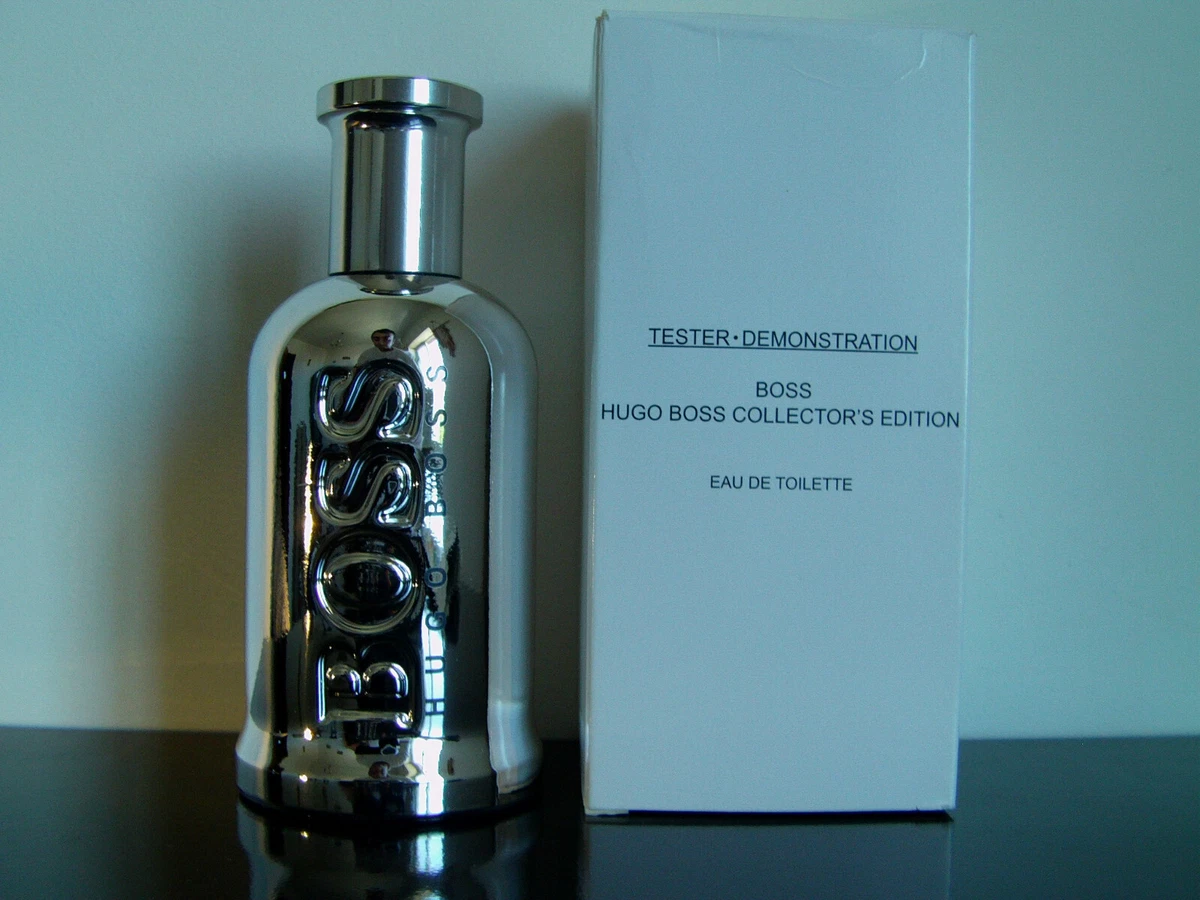 BOSS
HUGO BOSS
TESTER•DEMONSTRATION
BOSS
HUGO BOSS COLLECTOR'S EDITION
EAU DE TOILETTE